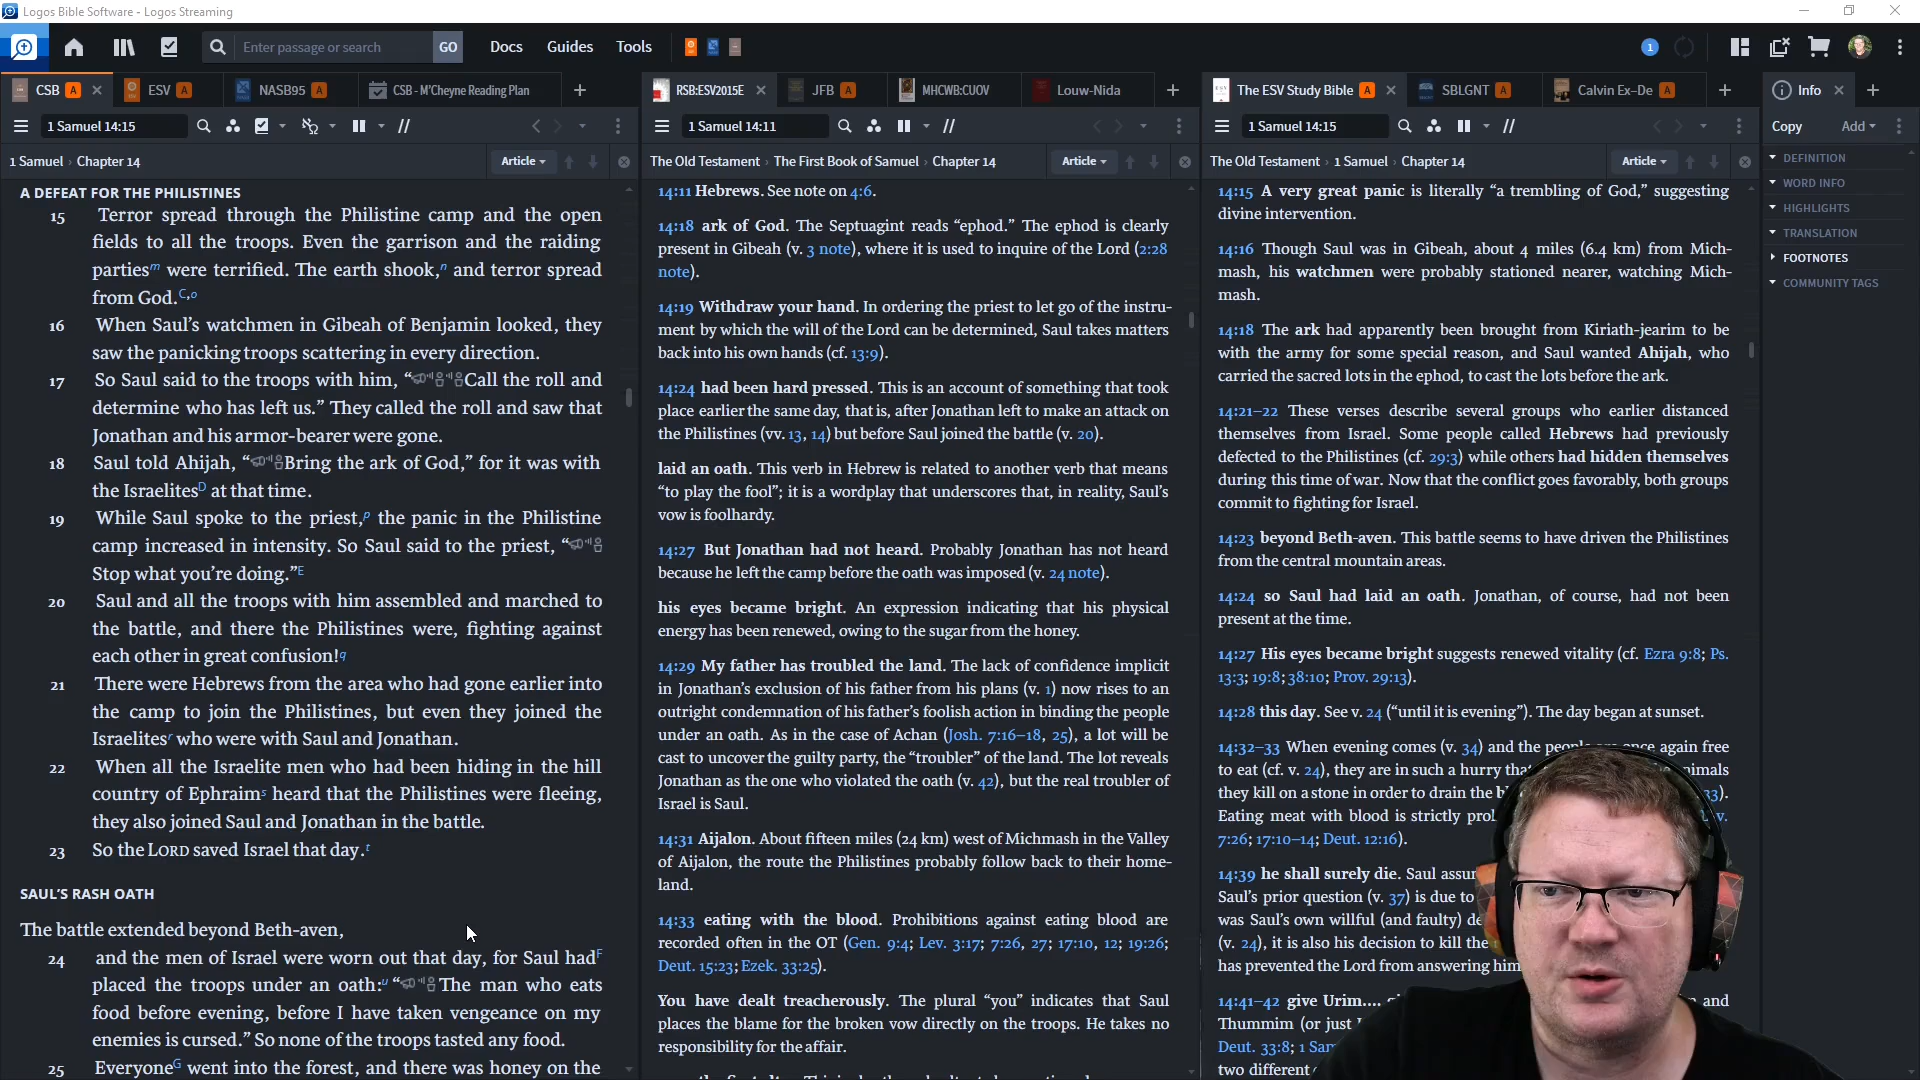 Logos Bible Software - Logos Streaming
Enter passage or search
GO
Docs
Guides
Tools
1
CSB A
ESV A
NASB95 A
CSB - M'Cheyne Reading Plan
RSB:ESV2015E
JFB A
MHCWB:CUOV
Louw-Nida
The ESV Study Bible A
SBLGNT A
Calvin Ex–De A
Info
1 Samuel 14:15
1 Samuel 14:11
1 Samuel 14:15
Copy
Add
1 Samuel › Chapter 14
Article
The Old Testament › The First Book of Samuel › Chapter 14
Article
The Old Testament › 1 Samuel › Chapter 14
Article
A DEFEAT FOR THE PHILISTINES
15 Terror spread through the Philistine camp and the open
fields to all the troops. Even the garrison and the raiding
parties m were terrified. The earth shook, n and terror spread
from God. C,o
16 When Saul's watchmen in Gibeah of Benjamin looked, they
saw the panicking troops scattering in every direction.
17 So Saul said to the troops with him, “Call the roll and
determine who has left us.” They called the roll and saw that
Jonathan and his armor-bearer were gone.
18 Saul told Ahijah, “Bring the ark of God,” for it was with
the Israelites D at that time.
19 While Saul spoke to the priest, p the panic in the Philistine
camp increased in intensity. So Saul said to the priest, “
Stop what you're doing.” E
20 Saul and all the troops with him assembled and marched to
the battle, and there the Philistines were, fighting against
each other in great confusion! q
21 There were Hebrews from the area who had gone earlier into
the camp to join the Philistines, but even they joined the
Israelites r who were with Saul and Jonathan.
22 When all the Israelite men who had been hiding in the hill
country of Ephraim s heard that the Philistines were fleeing,
they also joined Saul and Jonathan in the battle.
23 So the LORD saved Israel that day. t
SAUL'S RASH OATH
The battle extended beyond Beth-aven,
24 and the men of Israel were worn out that day, for Saul had F
placed the troops under an oath: u “The man who eats
food before evening, before I have taken vengeance on my
enemies is cursed.” So none of the troops tasted any food.
25 Everyone G went into the forest, and there was honey on the
14:11 Hebrews. See note on 4:6.
14:18 ark of God. The Septuagint reads “ephod.” The ephod is clearly
present in Gibeah (v. 3 note), where it is used to inquire of the Lord (2:28
note).
14:19 Withdraw your hand. In ordering the priest to let go of the instru-
ment by which the will of the Lord can be determined, Saul takes matters
back into his own hands (cf. 13:9).
14:24 had been hard pressed. This is an account of something that took
place earlier the same day, that is, after Jonathan left to make an attack on
the Philistines (vv. 13, 14) but before Saul joined the battle (v. 20).
laid an oath. This verb in Hebrew is related to another verb that means
“to play the fool”; it is a wordplay that underscores that, in reality, Saul's
vow is foolhardy.
14:27 But Jonathan had not heard. Probably Jonathan has not heard
because he left the camp before the oath was imposed (v. 24 note).
his eyes became bright. An expression indicating that his physical
energy has been renewed, owing to the sugar from the honey.
14:29 My father has troubled the land. The lack of confidence implicit
in Jonathan's exclusion of his father from his plans (v. 1) now rises to an
outright condemnation of his father's foolish action in binding the people
under an oath. As in the case of Achan (Josh. 7:16–18, 25), a lot will be
cast to uncover the guilty party, the “troubler” of the land. The lot reveals
Jonathan as the one who violated the oath (v. 42), but the real troubler of
Israel is Saul.
14:31 Aijalon. About fifteen miles (24 km) west of Michmash in the Valley
of Aijalon, the route the Philistines probably follow back to their home-
land.
14:33 eating with the blood. Prohibitions against eating blood are
recorded often in the OT (Gen. 9:4; Lev. 3:17; 7:26, 27; 17:10, 12; 19:26;
Deut. 15:23; Ezek. 33:25).
You have dealt treacherously. The plural “you” indicates that Saul
places the blame for the broken vow directly on the troops. He takes no
responsibility for the affair.
14:15 A very great panic is literally “a trembling of God,” suggesting
divine intervention.
14:16 Though Saul was in Gibeah, about 4 miles (6.4 km) from Mich-
mash, his watchmen were probably stationed nearer, watching Mich-
mash.
14:18 The ark had apparently been brought from Kiriath-jearim to be
with the army for some special reason, and Saul wanted Ahijah, who
carried the sacred lots in the ephod, to cast the lots before the ark.
14:21–22 These verses describe several groups who earlier distanced
themselves from Israel. Some people called Hebrews had previously
defected to the Philistines (cf. 29:3) while others had hidden themselves
during this time of war. Now that the conflict goes favorably, both groups
commit to fighting for Israel.
14:23 beyond Beth-aven. This battle seems to have driven the Philistines
from the central mountain areas.
14:24 so Saul had laid an oath. Jonathan, of course, had not been
present at the time.
14:27 His eyes became bright suggests renewed vitality (cf. Ezra 9:8; Ps.
13:3; 19:8; 38:10; Prov. 29:13).
14:28 this day. See v. 24 (“until it is evening”). The day began at sunset.
14:32–33 When evening comes (v. 34) and the people are once again free
to eat (cf. v. 24), they are in such a hurry animals
they kill on a stone in order to drain the 33).
Eating meat with blood is strictly
7:26; 17:10–14; Deut. 12:16).
14:39 he shall surely die. Saul
Saul's prior question (v. 37) is due to
was Saul's own willful (and faulty)
(v. 24), it is also his decision to kill the
has prevented the Lord from answering him
14:41–42 give Urim.... and
Thummim (or just
Deut. 33:8; 1
two different
DEFINITION
WORD INFO
HIGHLIGHTS
TRANSLATION
FOOTNOTES
COMMUNITY TAGS